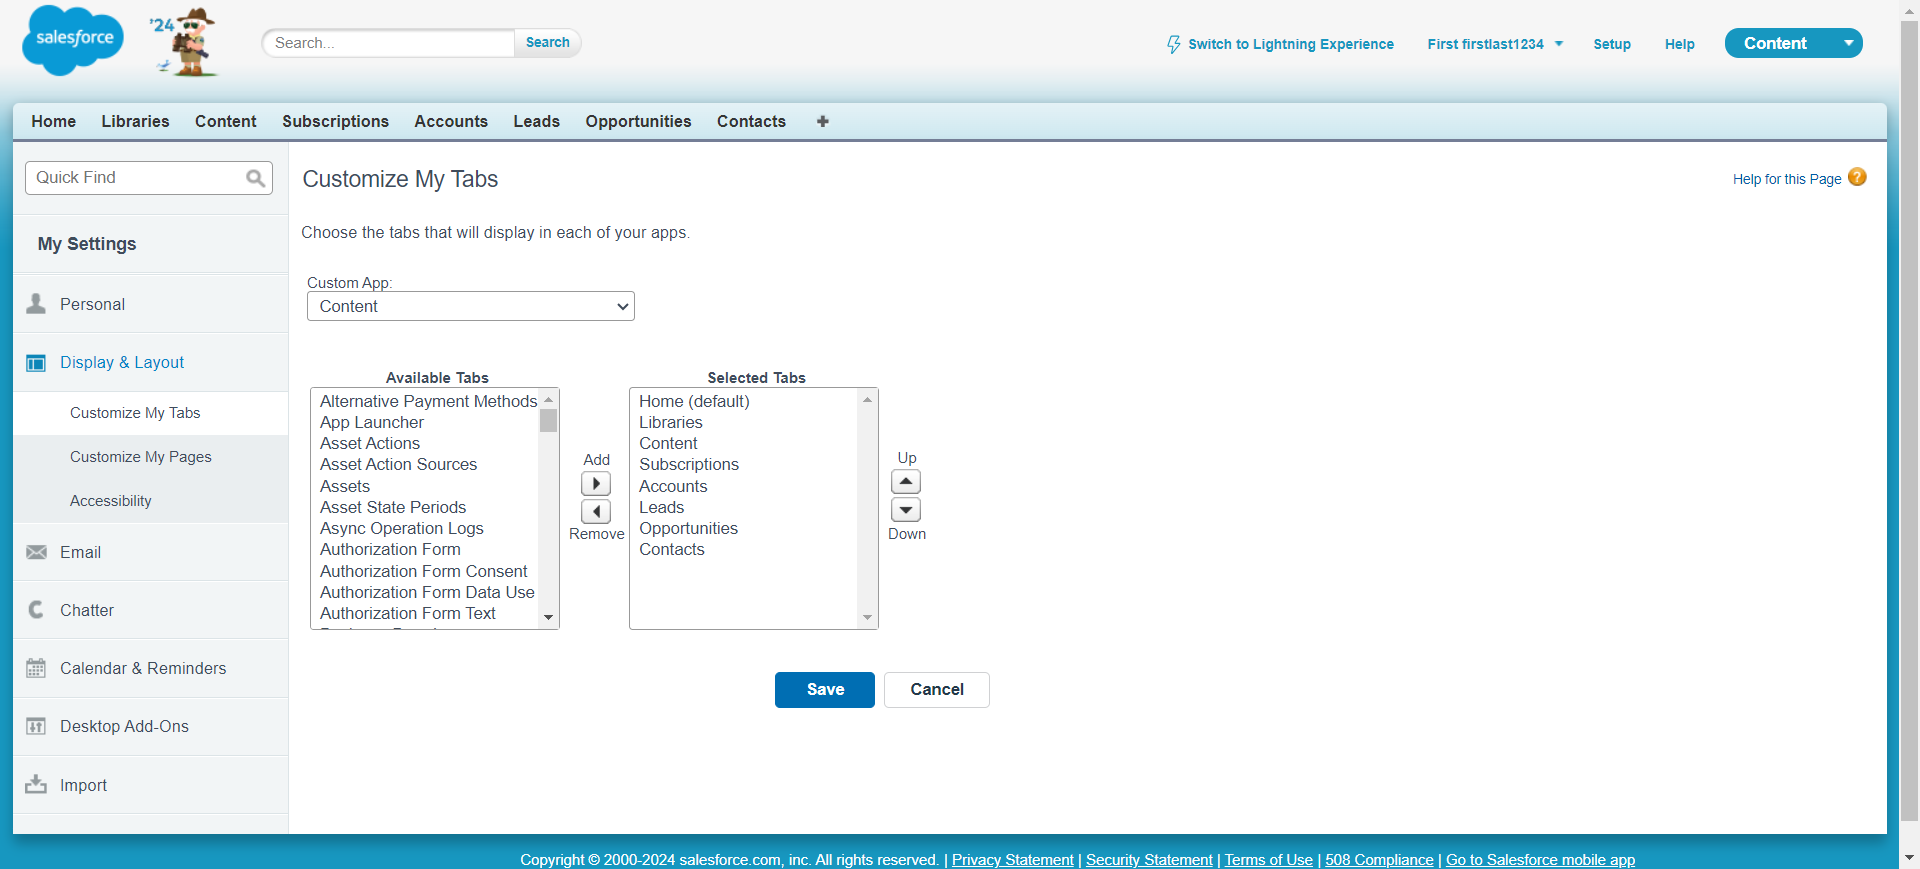 salesforce
'24
Search...
Search
Switch to Lightning Experience
First firstlast1234
Setup
Help
Content
Home
Libraries
Content
Subscriptions
Accounts
Leads
Opportunities
Contacts
Quick Find
My Settings
Personal
Display & Layout
Customize My Tabs
Customize My Pages
Accessibility
Email
Chatter
Calendar & Reminders
Desktop Add-Ons
Import
Customize My Tabs
Help for this Page
?
Choose the tabs that will display in each of your apps.
Custom App:
Content
Available Tabs
Alternative Payment Methods
App Launcher
Asset Actions
Asset Action Sources
Assets
Asset State Periods
Async Operation Logs
Authorization Form
Authorization Form Consent
Authorization Form Data Use
Authorization Form Text
Add
Remove
Selected Tabs
Home (default)
Libraries
Content
Subscriptions
Accounts
Leads
Opportunities
Contacts
Up
Down
Save
Cancel
Copyright © 2000-2024 salesforce.com, inc. All rights reserved. | Privacy Statement | Security Statement | Terms of Use | 508 Compliance | Go to Salesforce mobile app